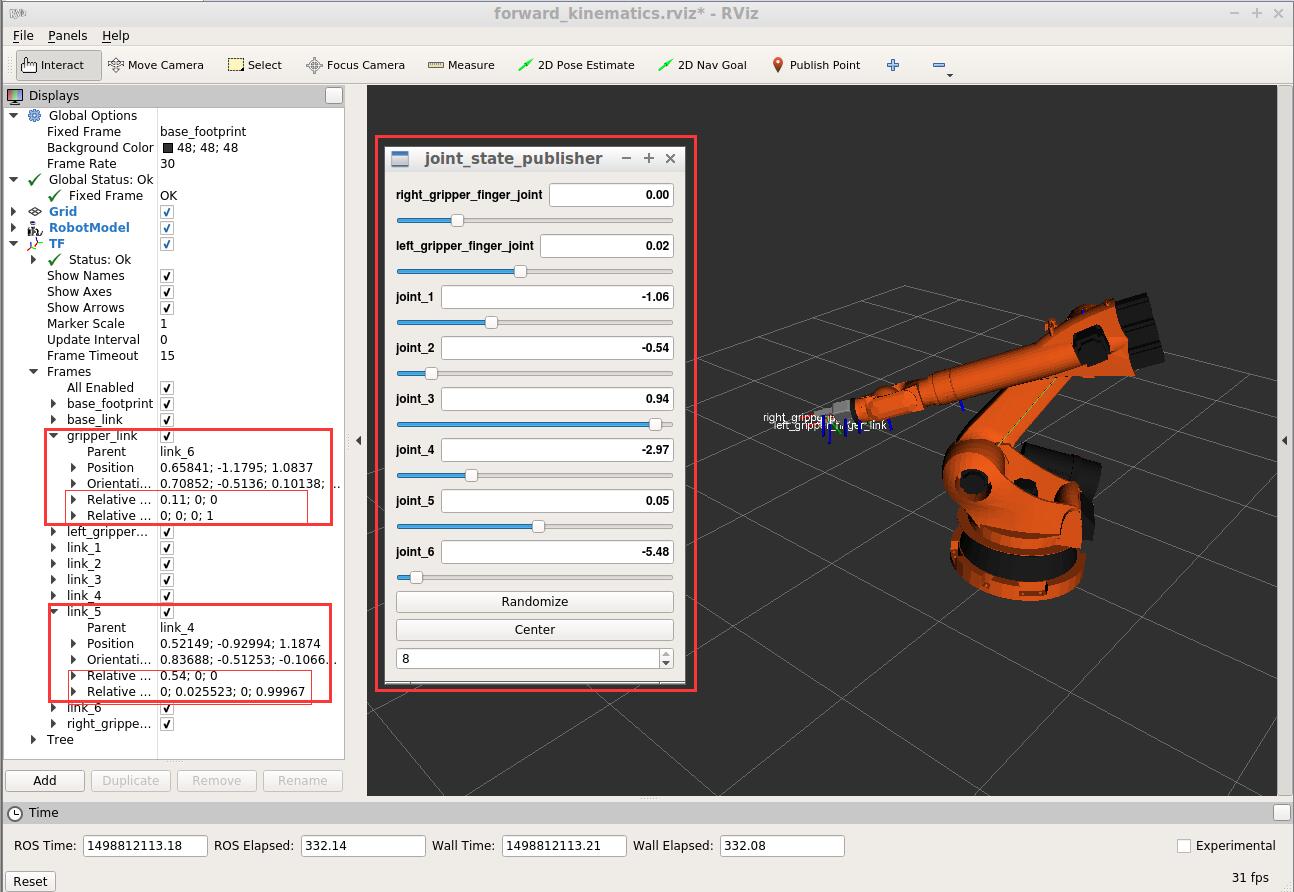 forward_kinematics.rviz* - RViz
File Panels Help
Interact Move Camera Select Focus Camera Measure 2D Pose Estimate 2D Nav Goal Publish Point
Displays
Global Options
Fixed Frame base_footprint
Background Color 48; 48; 48
Frame Rate 30
Global Status: Ok
Fixed Frame OK
Grid
RobotModel
TF
Status: Ok
Show Names
Show Axes
Show Arrows
Marker Scale 1
Update Interval 0
Frame Timeout 15
Frames
All Enabled
base_footprint
base_link
gripper_link
Parent link_6
Position 0.65841; -1.1795; 1.0837
Orientati... 0.70852; -0.5136; 0.10138; ...
Relative ... 0.11; 0; 0
Relative ... 0; 0; 0; 1
left_gripper...
link_1
link_2
link_3
link_4
link_5
Parent link_4
Position 0.52149; -0.92994; 1.1874
Orientati... 0.83688; -0.51253; -0.1066...
Relative ... 0.54; 0; 0
Relative ... 0; 0.025523; 0; 0.99967
link_6
right_grippe...
Tree
Add Duplicate Remove Rename
joint_state_publisher
right_gripper_finger_joint 0.00
left_gripper_finger_joint 0.02
joint_1 -1.06
joint_2 -0.54
joint_3 0.94
joint_4 -2.97
joint_5 0.05
joint_6 -5.48
Randomize
Center
8
Time
ROS Time: 1498812113.18 ROS Elapsed: 332.14 Wall Time: 1498812113.21 Wall Elapsed: 332.08 Experimental
Reset 31 fps